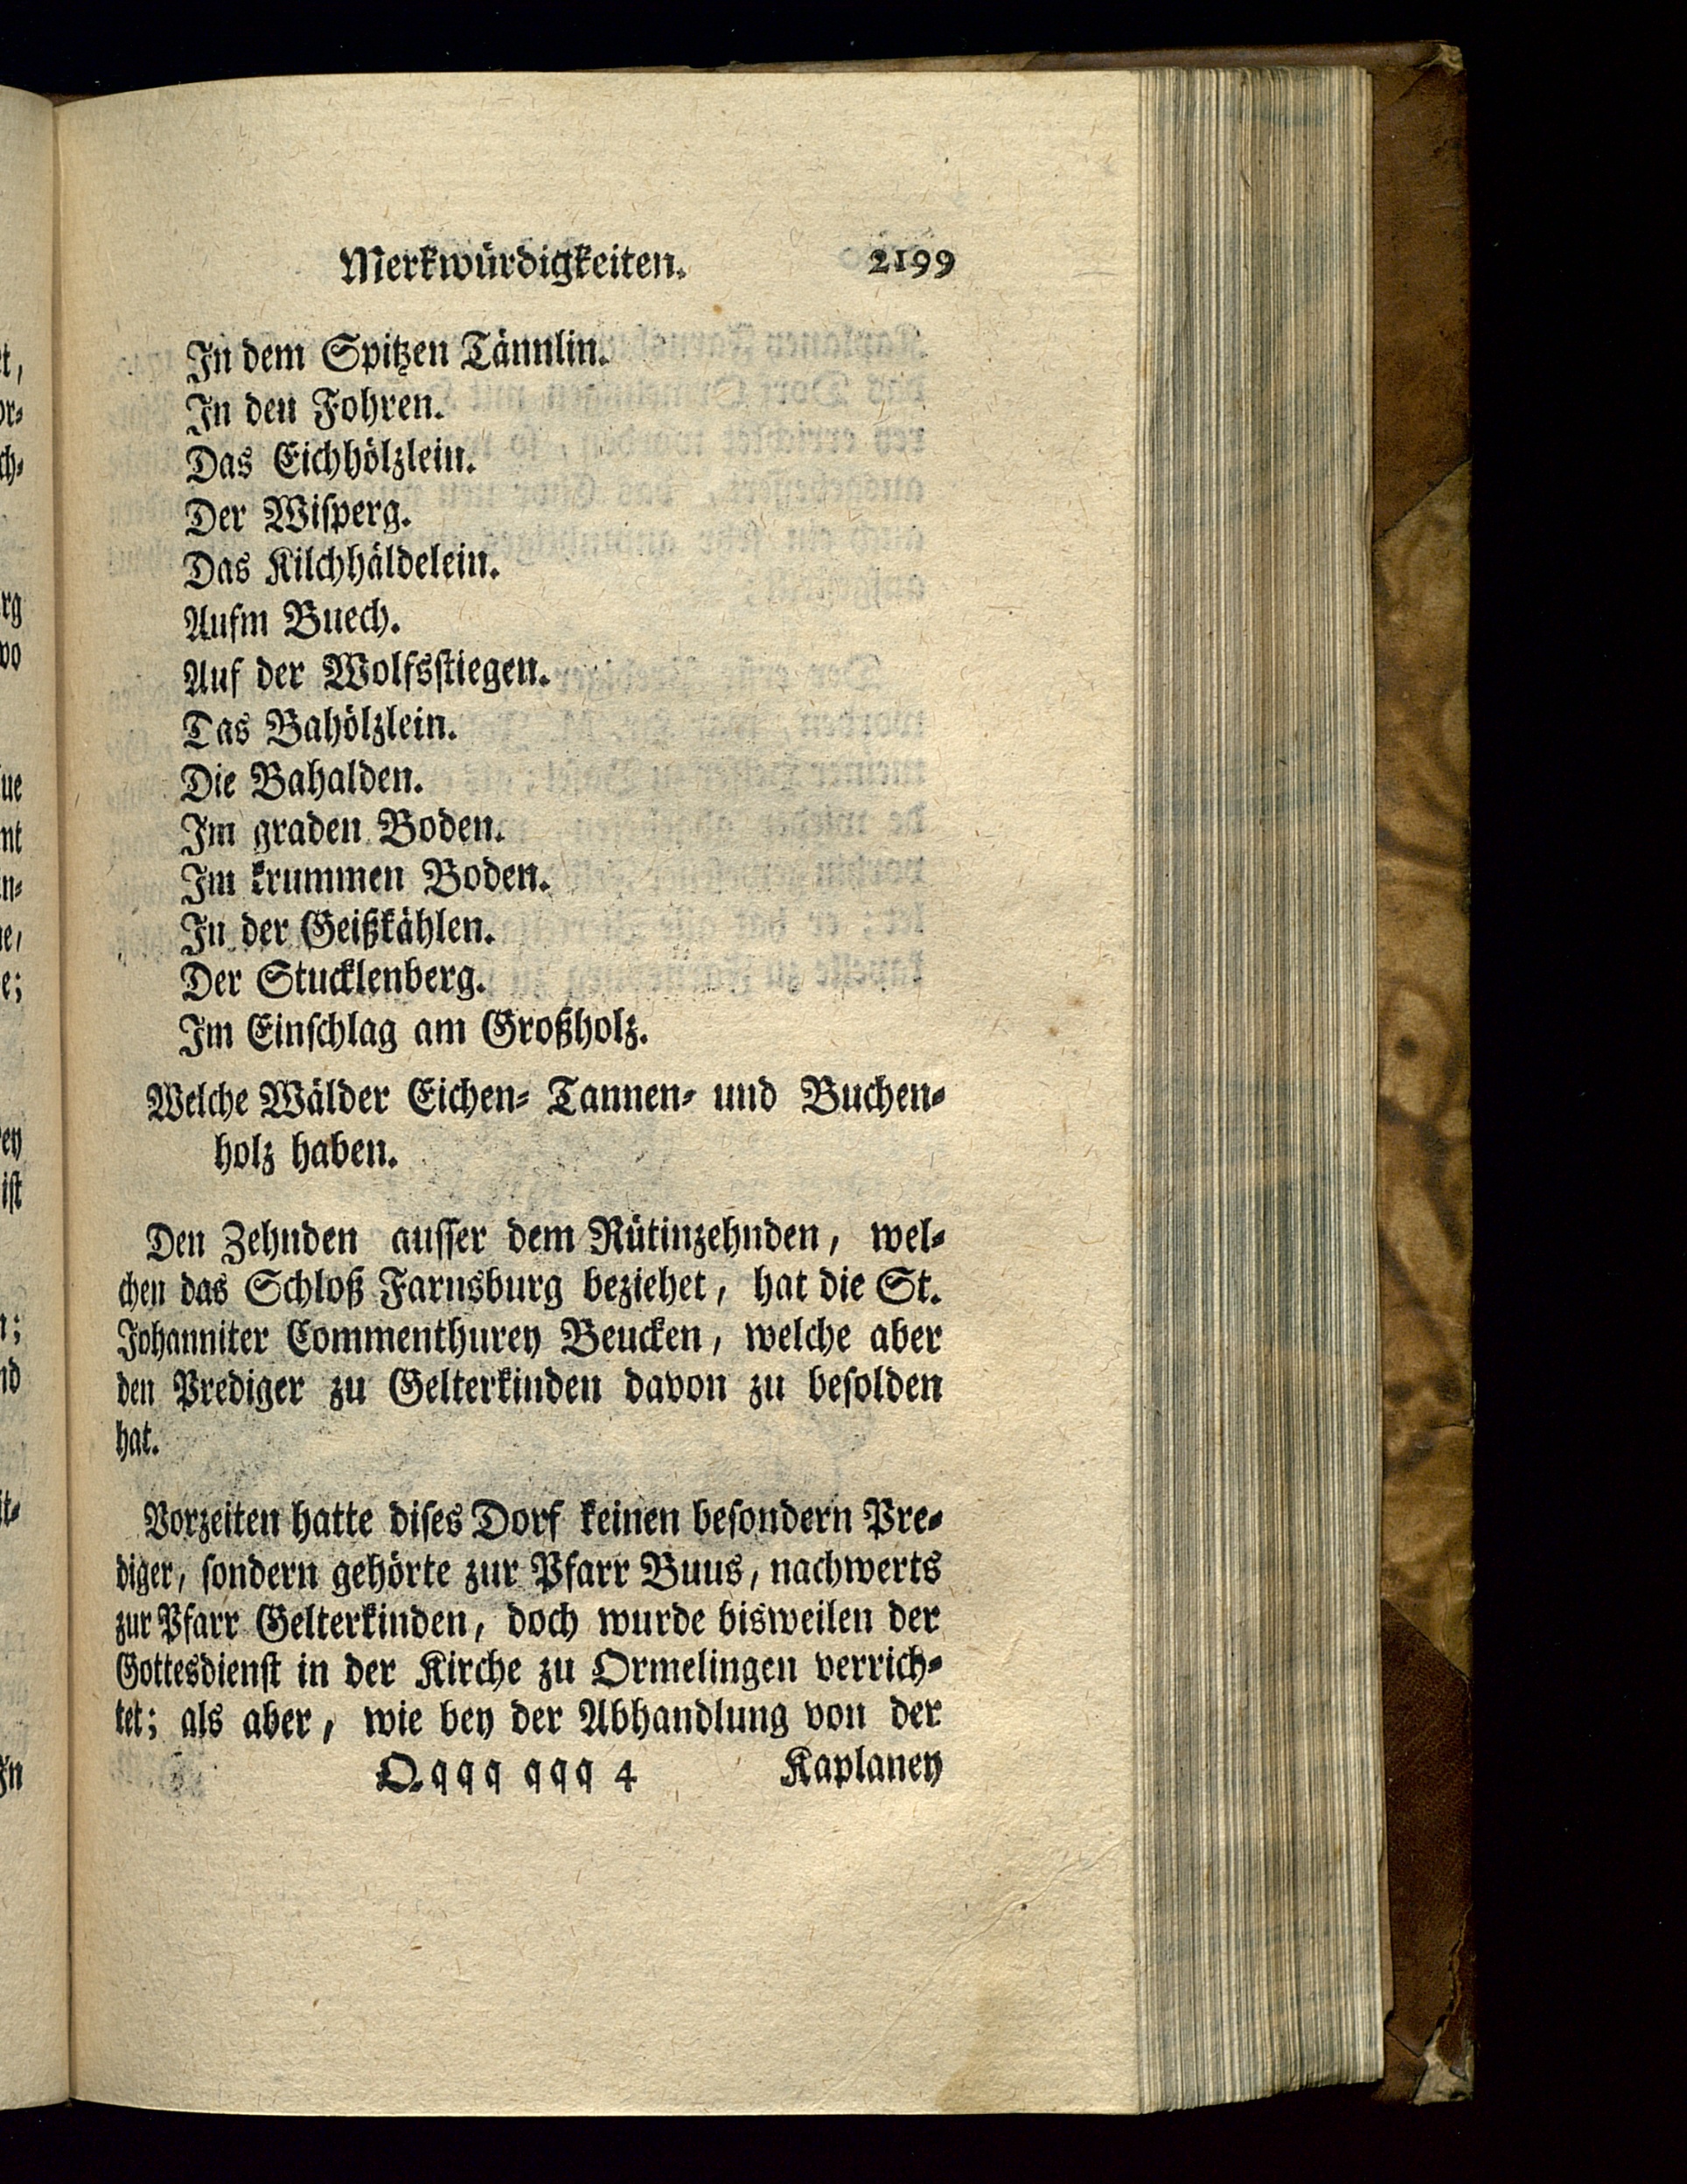 Merkwürdigkeiten. 2199
In dem Spitzen Tännlin.
In den Fohren.
Das Eichhölzlein.
Der Wisperg.
Das Kilchhäldelein.
Aufm Buech.
Auf der Wolfsstiegen.
Das Bahölzlein.
Die Bahalden.
Im graden Boden.
Im krummen Boden.
In der Geißkählen.
Der Stucklenberg.
Im Einschlag am Großholz.
Welche Wälder Eichen- Tannen- und Buchen-
holz haben.
Den Zehnden ausser dem Rütinzehnden, wel-
chen das Schloß Farnsburg beziehet, hat die St.
Johanniter Commenthurey Beucken, welche aber
den Prediger zu Gelterkinden davon zu besolden
hat.
Vorzeiten hatte dises Dorf keinen besondern Pre-
diger, sondern gehörte zur Pfarr Buus, nachwerts
zur Pfarr Gelterkinden, doch wurde bisweilen der
Gottesdienst in der Kirche zu Ormelingen verrich-
tet; als aber, wie bey der Abhandlung von der
Qqqq qqq 4 Kaplaney